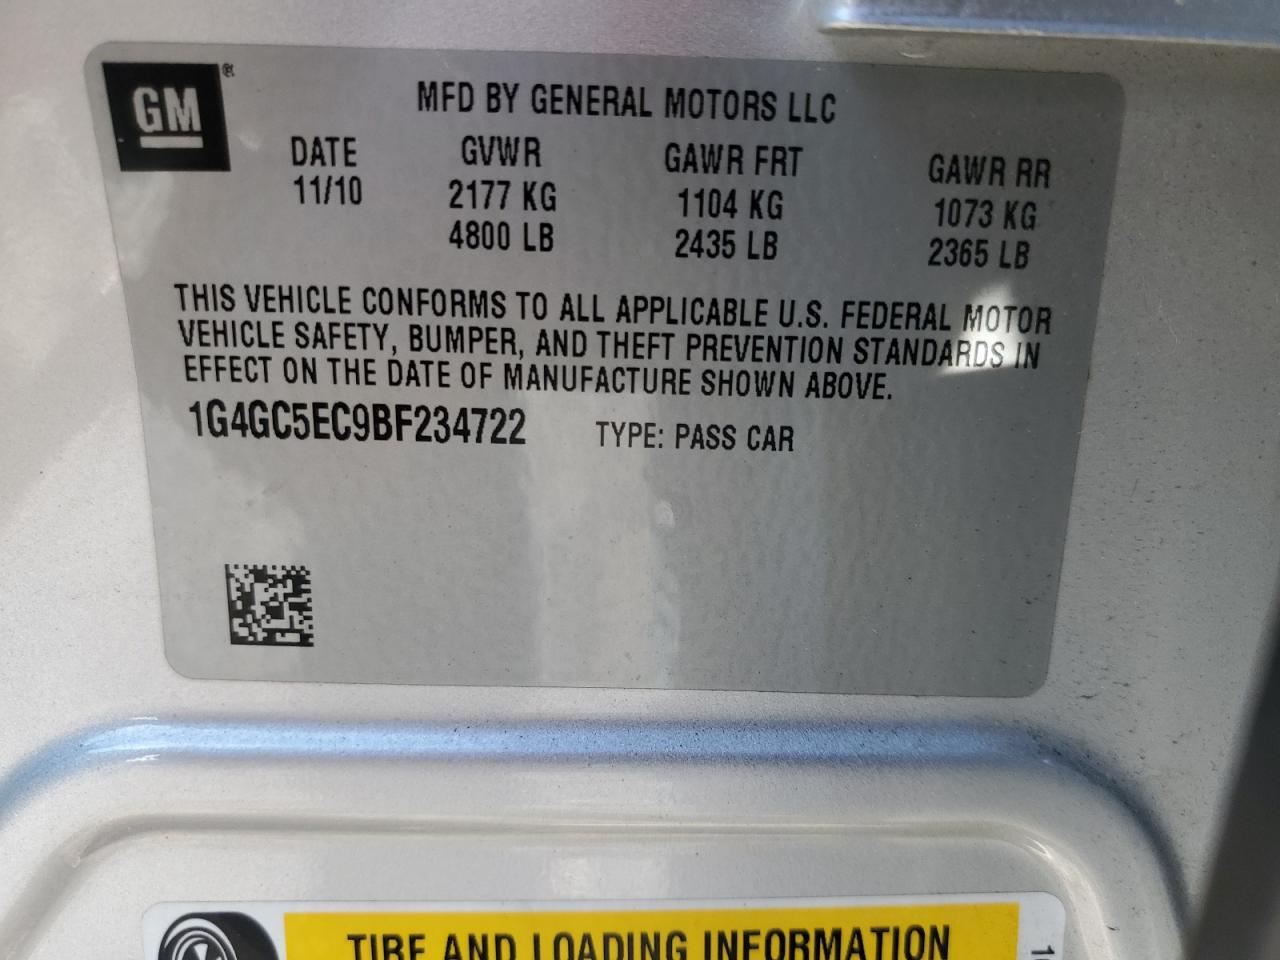 GM ®
MFD BY GENERAL MOTORS LLC
DATE GVWR GAWR FRT GAWR RR
11/10 2177 KG 1104 KG 1073 KG
4800 LB 2435 LB 2365 LB
THIS VEHICLE CONFORMS TO ALL APPLICABLE U.S. FEDERAL MOTOR
VEHICLE SAFETY, BUMPER, AND THEFT PREVENTION STANDARDS IN
EFFECT ON THE DATE OF MANUFACTURE SHOWN ABOVE.
1G4GC5EC9BF234722 TYPE: PASS CAR
TIRE AND LOADING INFORMATION